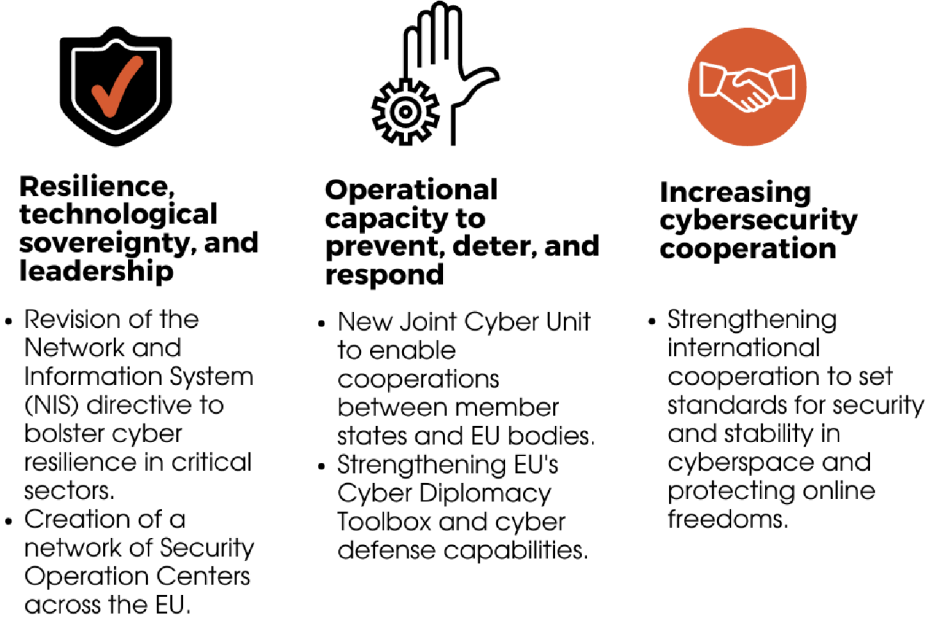 Resilience,
technological
sovereignty, and
leadership
• Revision of the
Network and
Information System
(NIS) directive to
bolster cyber
resilience in critical
sectors.
• Creation of a
network of Security
Operation Centers
across the EU.
Operational
capacity to
prevent, deter, and
respond
• New Joint Cyber Unit
to enable
cooperations
between member
states and EU bodies.
• Strengthening EU's
Cyber Diplomacy
Toolbox and cyber
defense capabilities.
Increasing
cybersecurity
cooperation
• Strengthening
international
cooperation to set
standards for security
and stability in
cyberspace and
protecting online
freedoms.